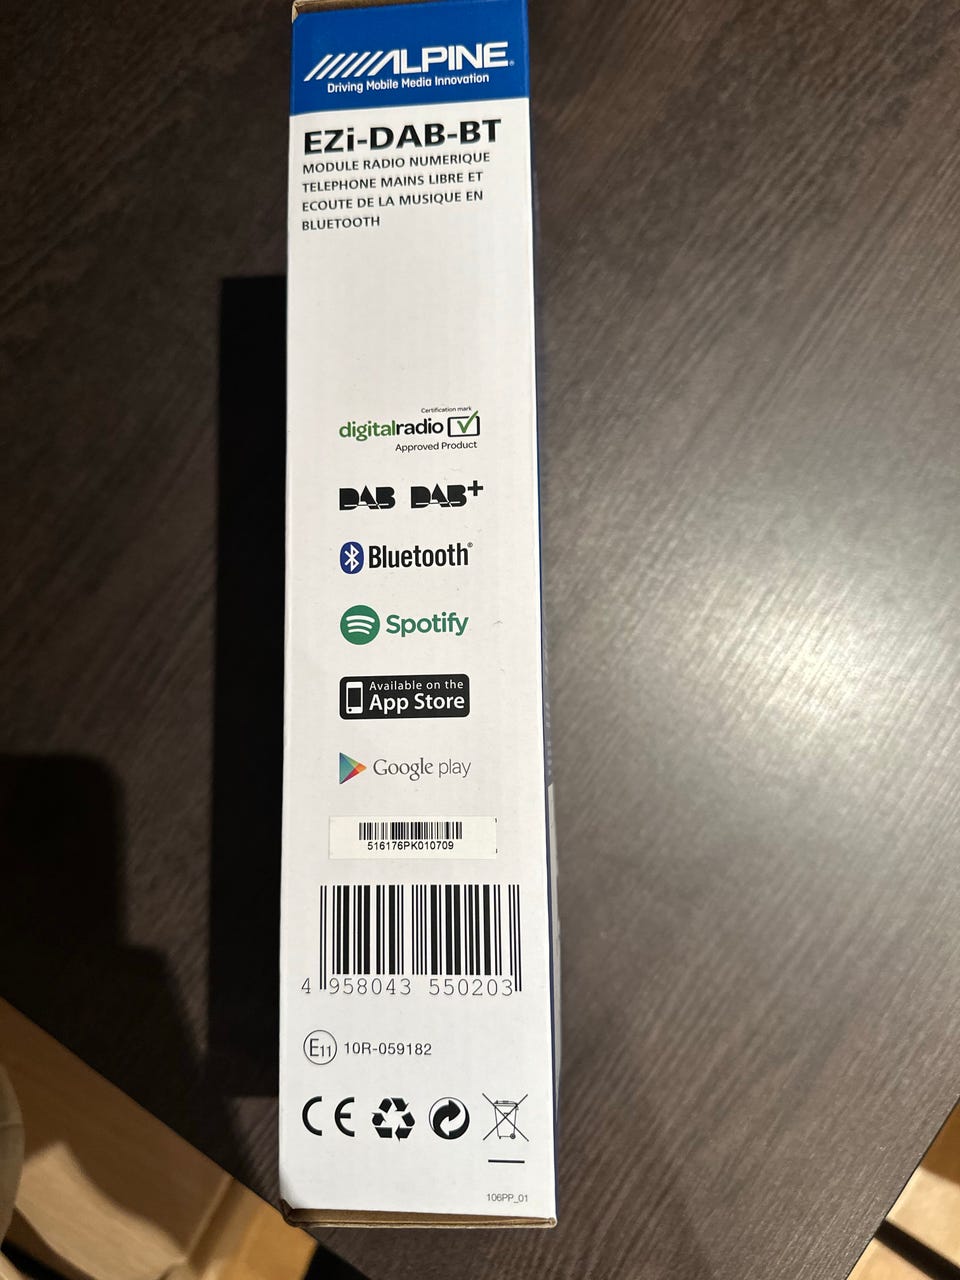 ALPINE®
Driving Mobile Media Innovation
EZi-DAB-BT
MODULE RADIO NUMERIQUE
TELEPHONE MAINS LIBRE ET
ECOUTE DE LA MUSIQUE EN
BLUETOOTH
Certification mark
digitalradio
Approved Product
DAB DAB+
Bluetooth®
Spotify
Available on the
App Store
Google play
516176PK010709
4 958043 550203
E11 10R-059182
CE
106PP_01